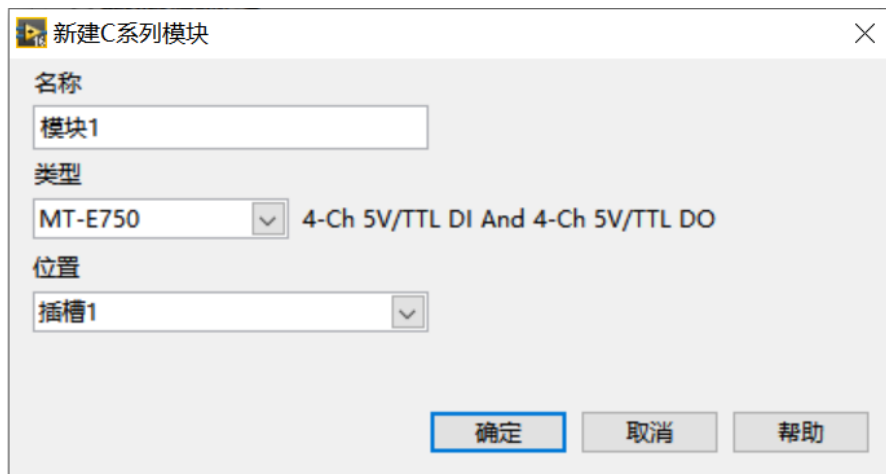 新建C系列模块
名称
模块1
类型
MT-E750 4-Ch 5V/TTL DI And 4-Ch 5V/TTL DO
位置
插槽1
确定 取消 帮助